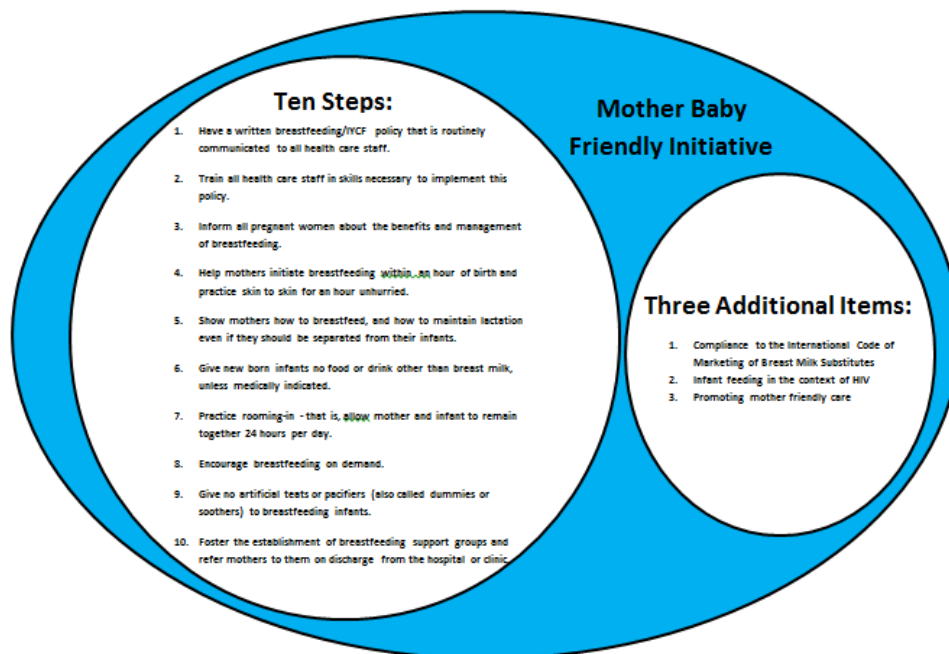 Ten Steps:
1. Have a written breastfeeding/IYCF policy that is routinely
communicated to all health care staff.
2. Train all health care staff in skills necessary to implement this
policy.
3. Inform all pregnant women about the benefits and management
of breastfeeding.
4. Help mothers initiate breastfeeding within an hour of birth and
practice skin to skin for an hour unhurried.
5. Show mothers how to breastfeed, and how to maintain lactation
even if they should be separated from their infants.
6. Give new born infants no food or drink other than breast milk,
unless medically indicated.
7. Practice rooming-in - that is, allow mother and infant to remain
together 24 hours per day.
8. Encourage breastfeeding on demand.
9. Give no artificial teats or pacifiers (also called dummies or
soothers) to breastfeeding infants.
10. Foster the establishment of breastfeeding support groups and
refer mothers to them on discharge from the hospital or clinic
Mother Baby
Friendly Initiative
Three Additional Items:
1. Compliance to the International Code of
Marketing of Breast Milk Substitutes
2. Infant feeding in the context of HIV
3. Promoting mother friendly care